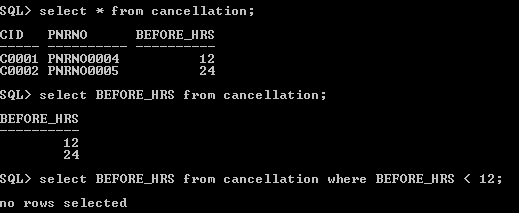 SQL> select * from cancellation;
CID   PNRNO      BEFORE_HRS
----- ---------- ----------
C0001 PNRNO0004          12
C0002 PNRNO0005          24
SQL> select BEFORE_HRS from cancellation;
BEFORE_HRS
----------
        12
        24
SQL> select BEFORE_HRS from cancellation where BEFORE_HRS < 12;
no rows selected